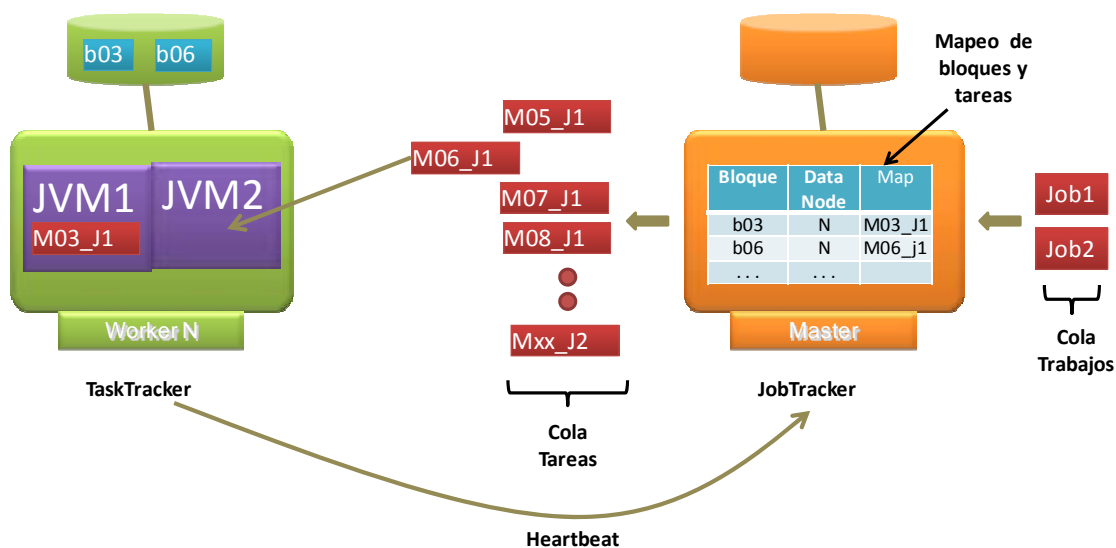 b03
b06
Mapeo de
bloques y
tareas
M05_J1
M06_J1
M07_J1
M08_J1
Mxx_J2
JVM1
JVM2
M03_J1
Bloque
Data
Node
Map
b03
N
M03_J1
b06
N
M06_j1
. . .
. . .
Job1
Job2
Worker N
Master
Cola
Trabajos
TaskTracker
JobTracker
Cola
Tareas
Heartbeat